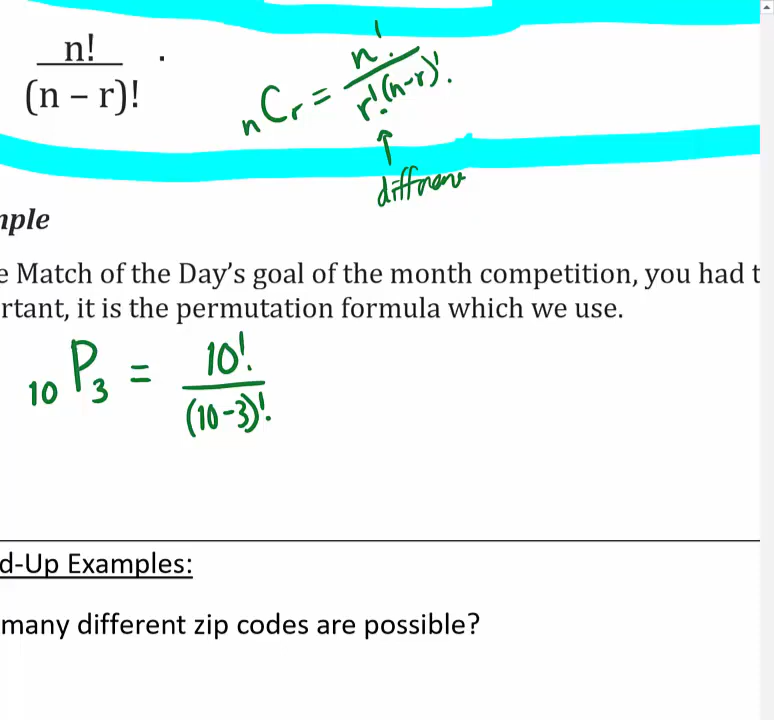 n!
(n – r)! .
nCr = n! / r!(n-r)!
difference
mple
e Match of the Day's goal of the month competition, you had t
rtant, it is the permutation formula which we use.
10P3 = 10! / (10-3)!
d-Up Examples:
many different zip codes are possible?